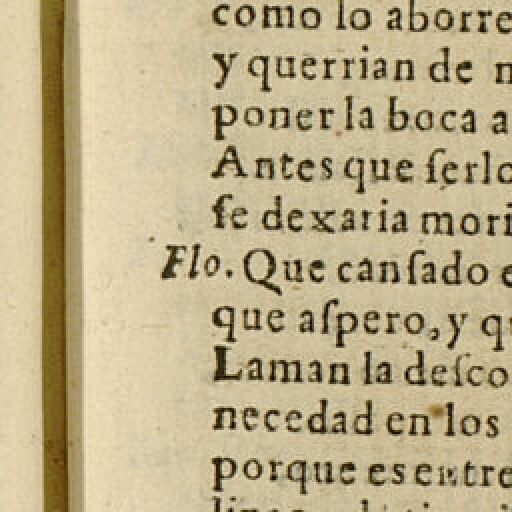 como lo aborre
y querrian de
poner la boca a
Antes que ſerlo
ſe dexaria mori
Flo. Que canſado e
que aſpero, y qu
Laman la deſco
necedad en los
porque es entre